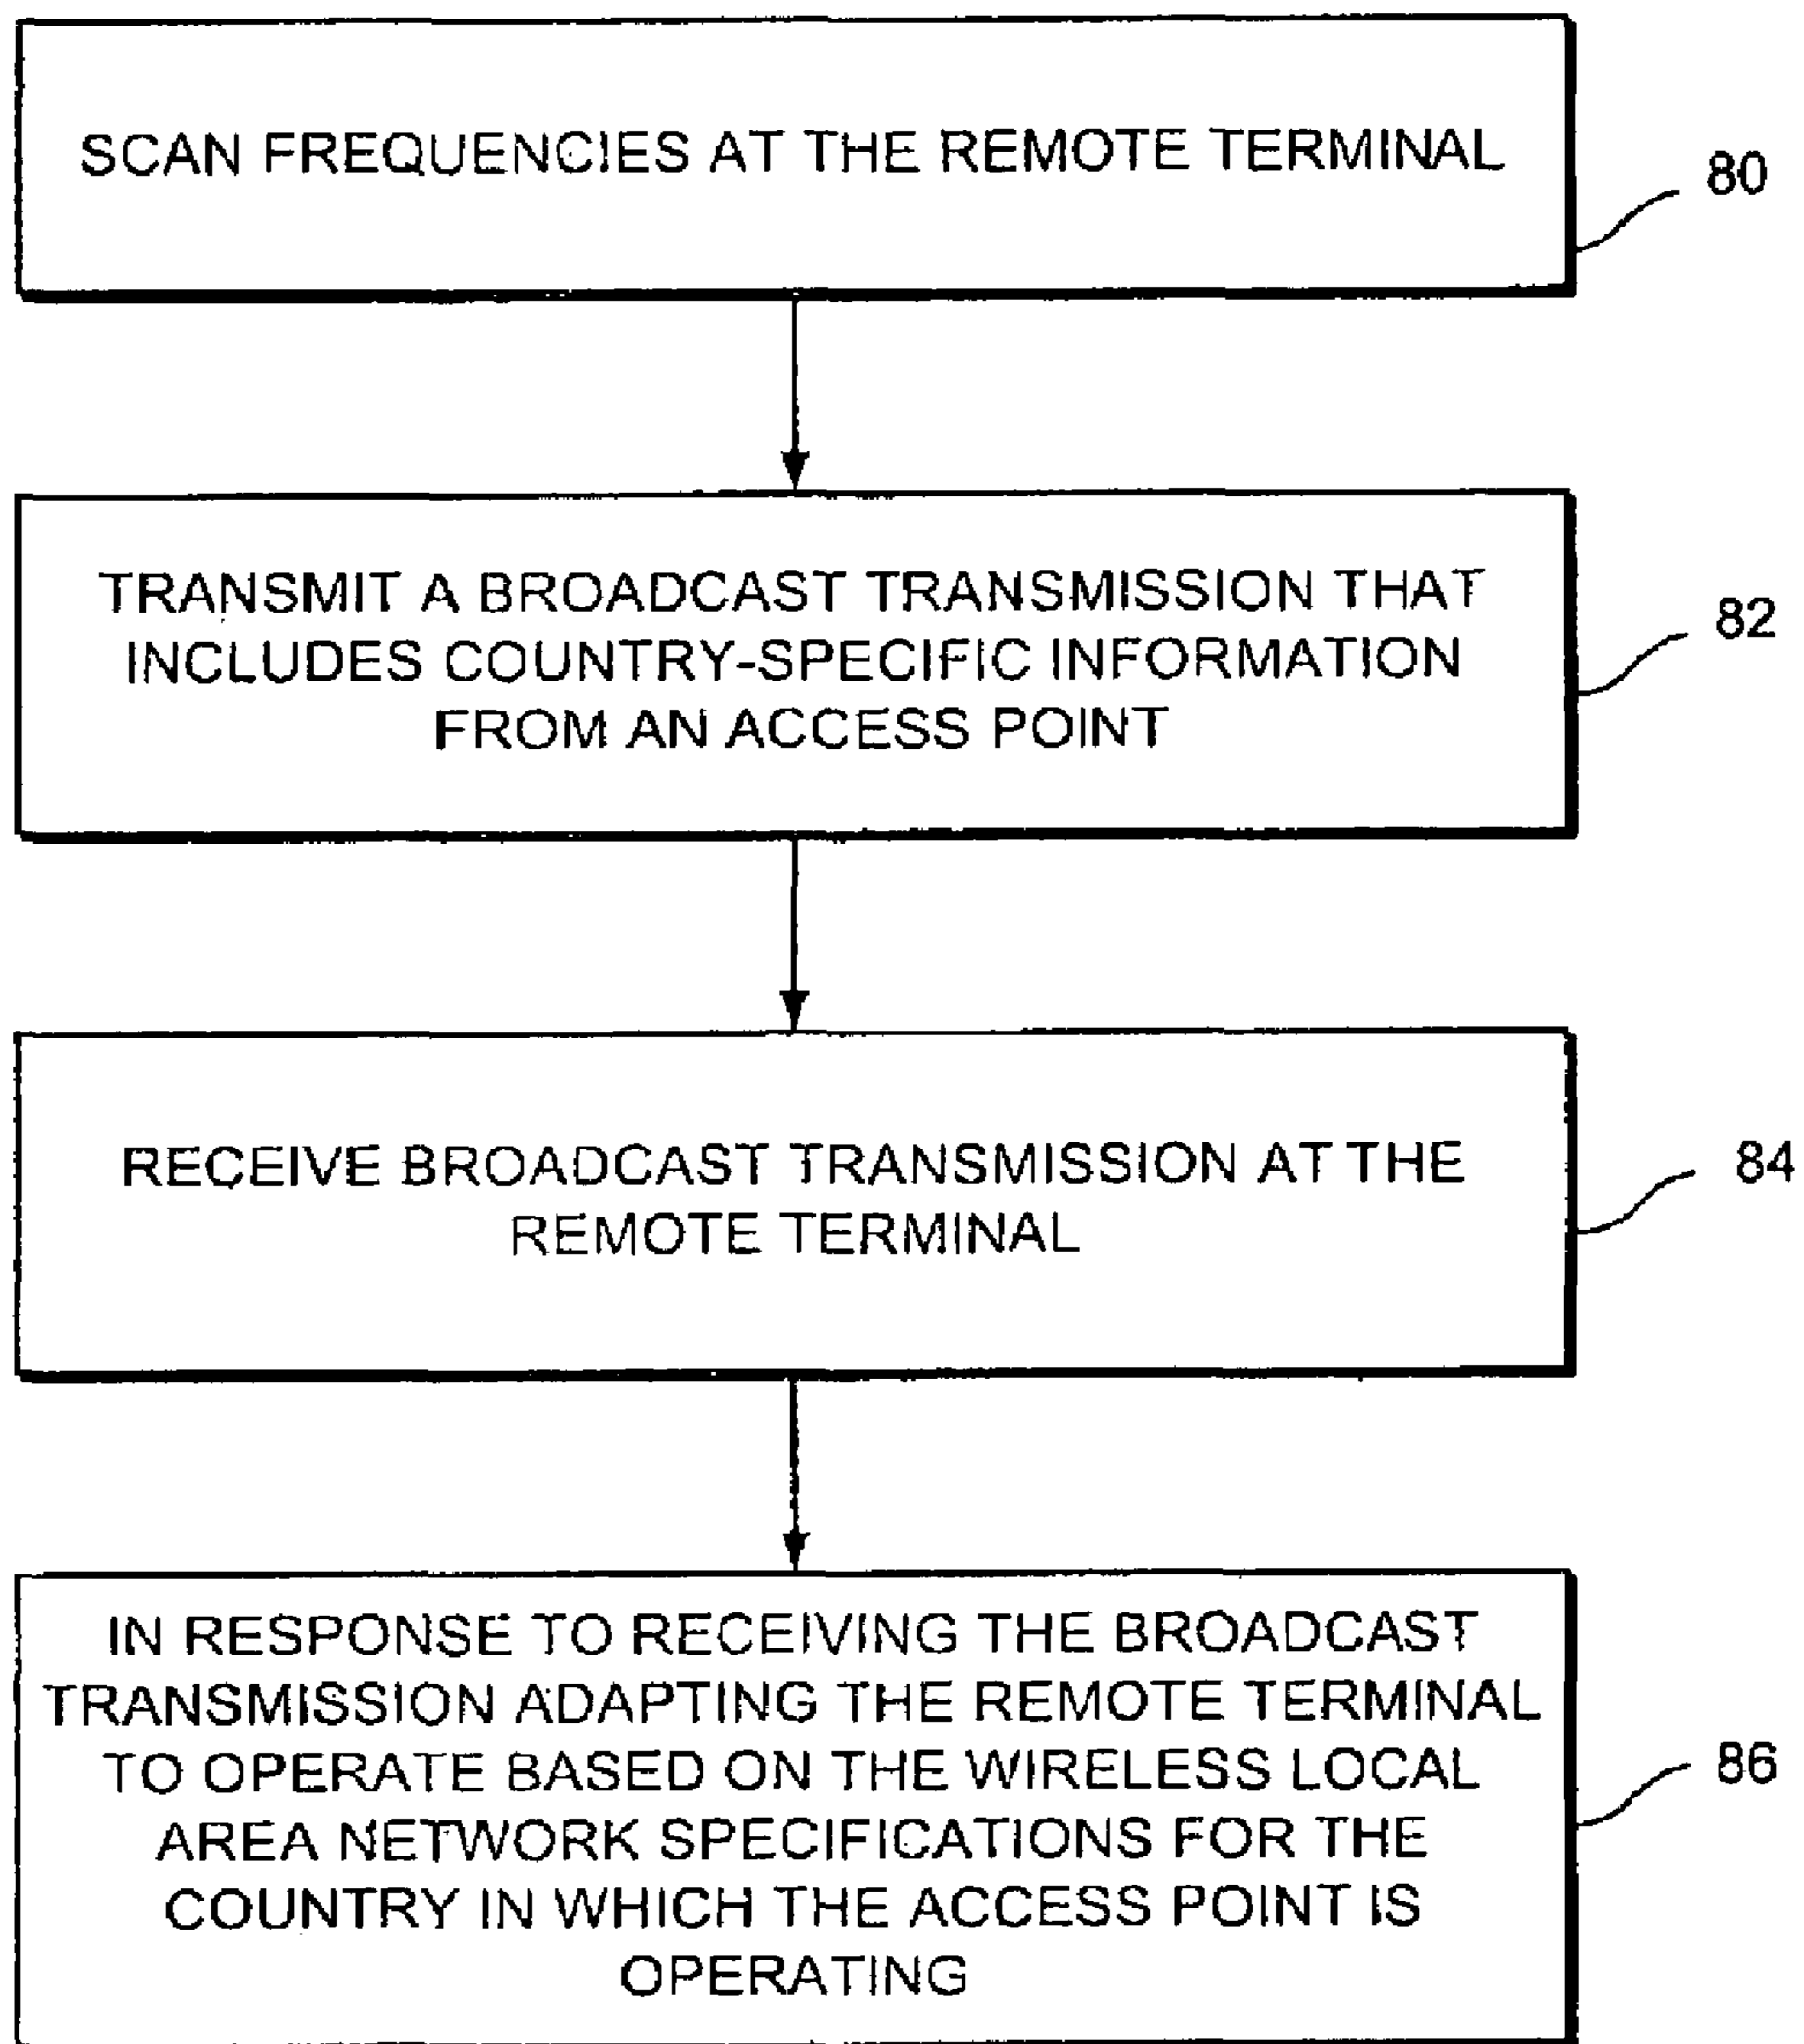 SCAN FREQUENCIES AT THE REMOTE TERMINAL
80
TRANSMIT A BROADCAST TRANSMISSION THAT
INCLUDES COUNTRY-SPECIFIC INFORMATION
FROM AN ACCESS POINT
82
RECEIVE BROADCAST TRANSMISSION AT THE
REMOTE TERMINAL
84
IN RESPONSE TO RECEIVING THE BROADCAST
TRANSMISSION ADAPTING THE REMOTE TERMINAL
TO OPERATE BASED ON THE WIRELESS LOCAL
AREA NETWORK SPECIFICATIONS FOR THE
COUNTRY IN WHICH THE ACCESS POINT IS
OPERATING
86